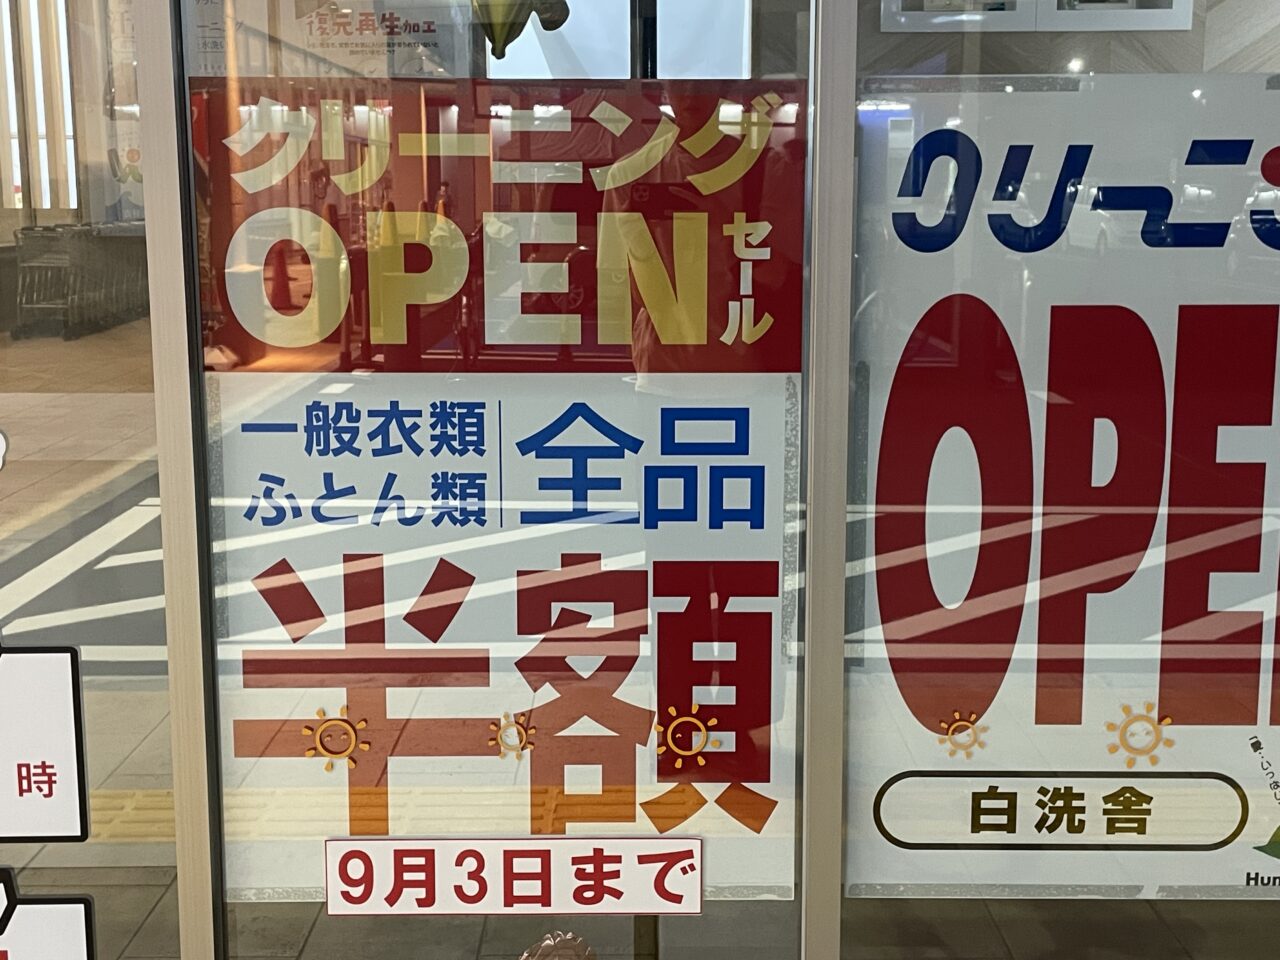 復元再生加工
クリーニング
OPEN
セール
一般衣類
ふとん類
全品
半額
9月3日まで
時
クリーニ
OPE
白洗舎
Hum